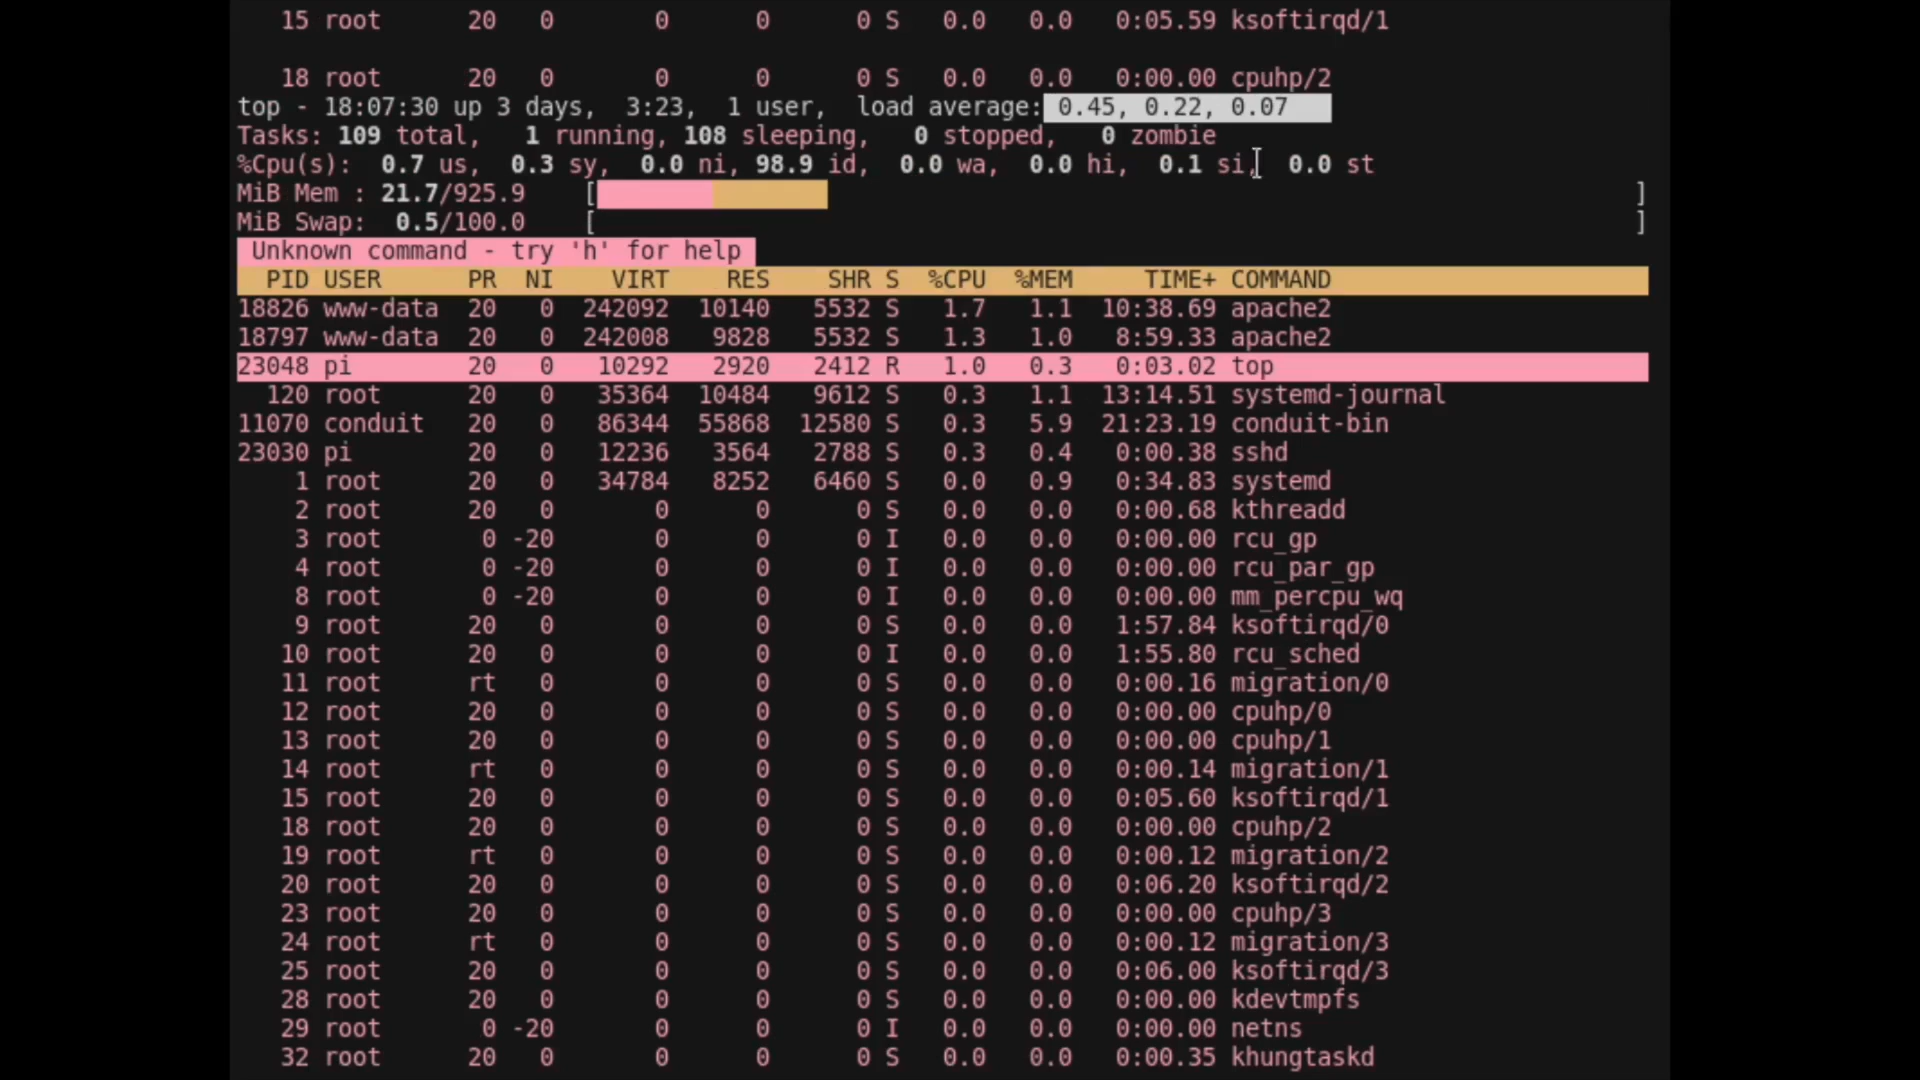 15 root 20 0 0 0 0 S 0.0 0.0 0:05.59 ksoftirqd/1
18 root 20 0 0 0 0 S 0.0 0.0 0:00.00 cpuhp/2
top - 18:07:30 up 3 days, 3:23, 1 user, load average: 0.45, 0.22, 0.07
Tasks: 109 total, 1 running, 108 sleeping, 0 stopped, 0 zombie
%Cpu(s): 0.7 us, 0.3 sy, 0.0 ni, 98.9 id, 0.0 wa, 0.0 hi, 0.1 si, 0.0 st
MiB Mem : 21.7/925.9 [ ]
MiB Swap: 0.5/100.0 [ ]
Unknown command - try 'h' for help
PID USER PR NI VIRT RES SHR S %CPU %MEM TIME+ COMMAND
18826 www-data 20 0 242092 10140 5532 S 1.7 1.1 10:38.69 apache2
18797 www-data 20 0 242008 9828 5532 S 1.3 1.0 8:59.33 apache2
23048 pi 20 0 10292 2920 2412 R 1.0 0.3 0:03.02 top
120 root 20 0 35364 10484 9612 S 0.3 1.1 13:14.51 systemd-journal
11070 conduit 20 0 86344 55868 12580 S 0.3 5.9 21:23.19 conduit-bin
23030 pi 20 0 12236 3564 2788 S 0.3 0.4 0:00.38 sshd
1 root 20 0 34784 8252 6460 S 0.0 0.9 0:34.83 systemd
2 root 20 0 0 0 0 S 0.0 0.0 0:00.68 kthreadd
3 root 0 -20 0 0 0 I 0.0 0.0 0:00.00 rcu_gp
4 root 0 -20 0 0 0 I 0.0 0.0 0:00.00 rcu_par_gp
8 root 0 -20 0 0 0 I 0.0 0.0 0:00.00 mm_percpu_wq
9 root 20 0 0 0 0 S 0.0 0.0 1:57.84 ksoftirqd/0
10 root 20 0 0 0 0 I 0.0 0.0 1:55.80 rcu_sched
11 root rt 0 0 0 0 S 0.0 0.0 0:00.16 migration/0
12 root 20 0 0 0 0 S 0.0 0.0 0:00.00 cpuhp/0
13 root 20 0 0 0 0 S 0.0 0.0 0:00.00 cpuhp/1
14 root rt 0 0 0 0 S 0.0 0.0 0:00.14 migration/1
15 root 20 0 0 0 0 S 0.0 0.0 0:05.60 ksoftirqd/1
18 root 20 0 0 0 0 S 0.0 0.0 0:00.00 cpuhp/2
19 root rt 0 0 0 0 S 0.0 0.0 0:00.12 migration/2
20 root 20 0 0 0 0 S 0.0 0.0 0:06.20 ksoftirqd/2
23 root 20 0 0 0 0 S 0.0 0.0 0:00.00 cpuhp/3
24 root rt 0 0 0 0 S 0.0 0.0 0:00.12 migration/3
25 root 20 0 0 0 0 S 0.0 0.0 0:06.00 ksoftirqd/3
28 root 20 0 0 0 0 S 0.0 0.0 0:00.00 kdevtmpfs
29 root 0 -20 0 0 0 I 0.0 0.0 0:00.00 netns
32 root 20 0 0 0 0 S 0.0 0.0 0:00.35 khungtaskd